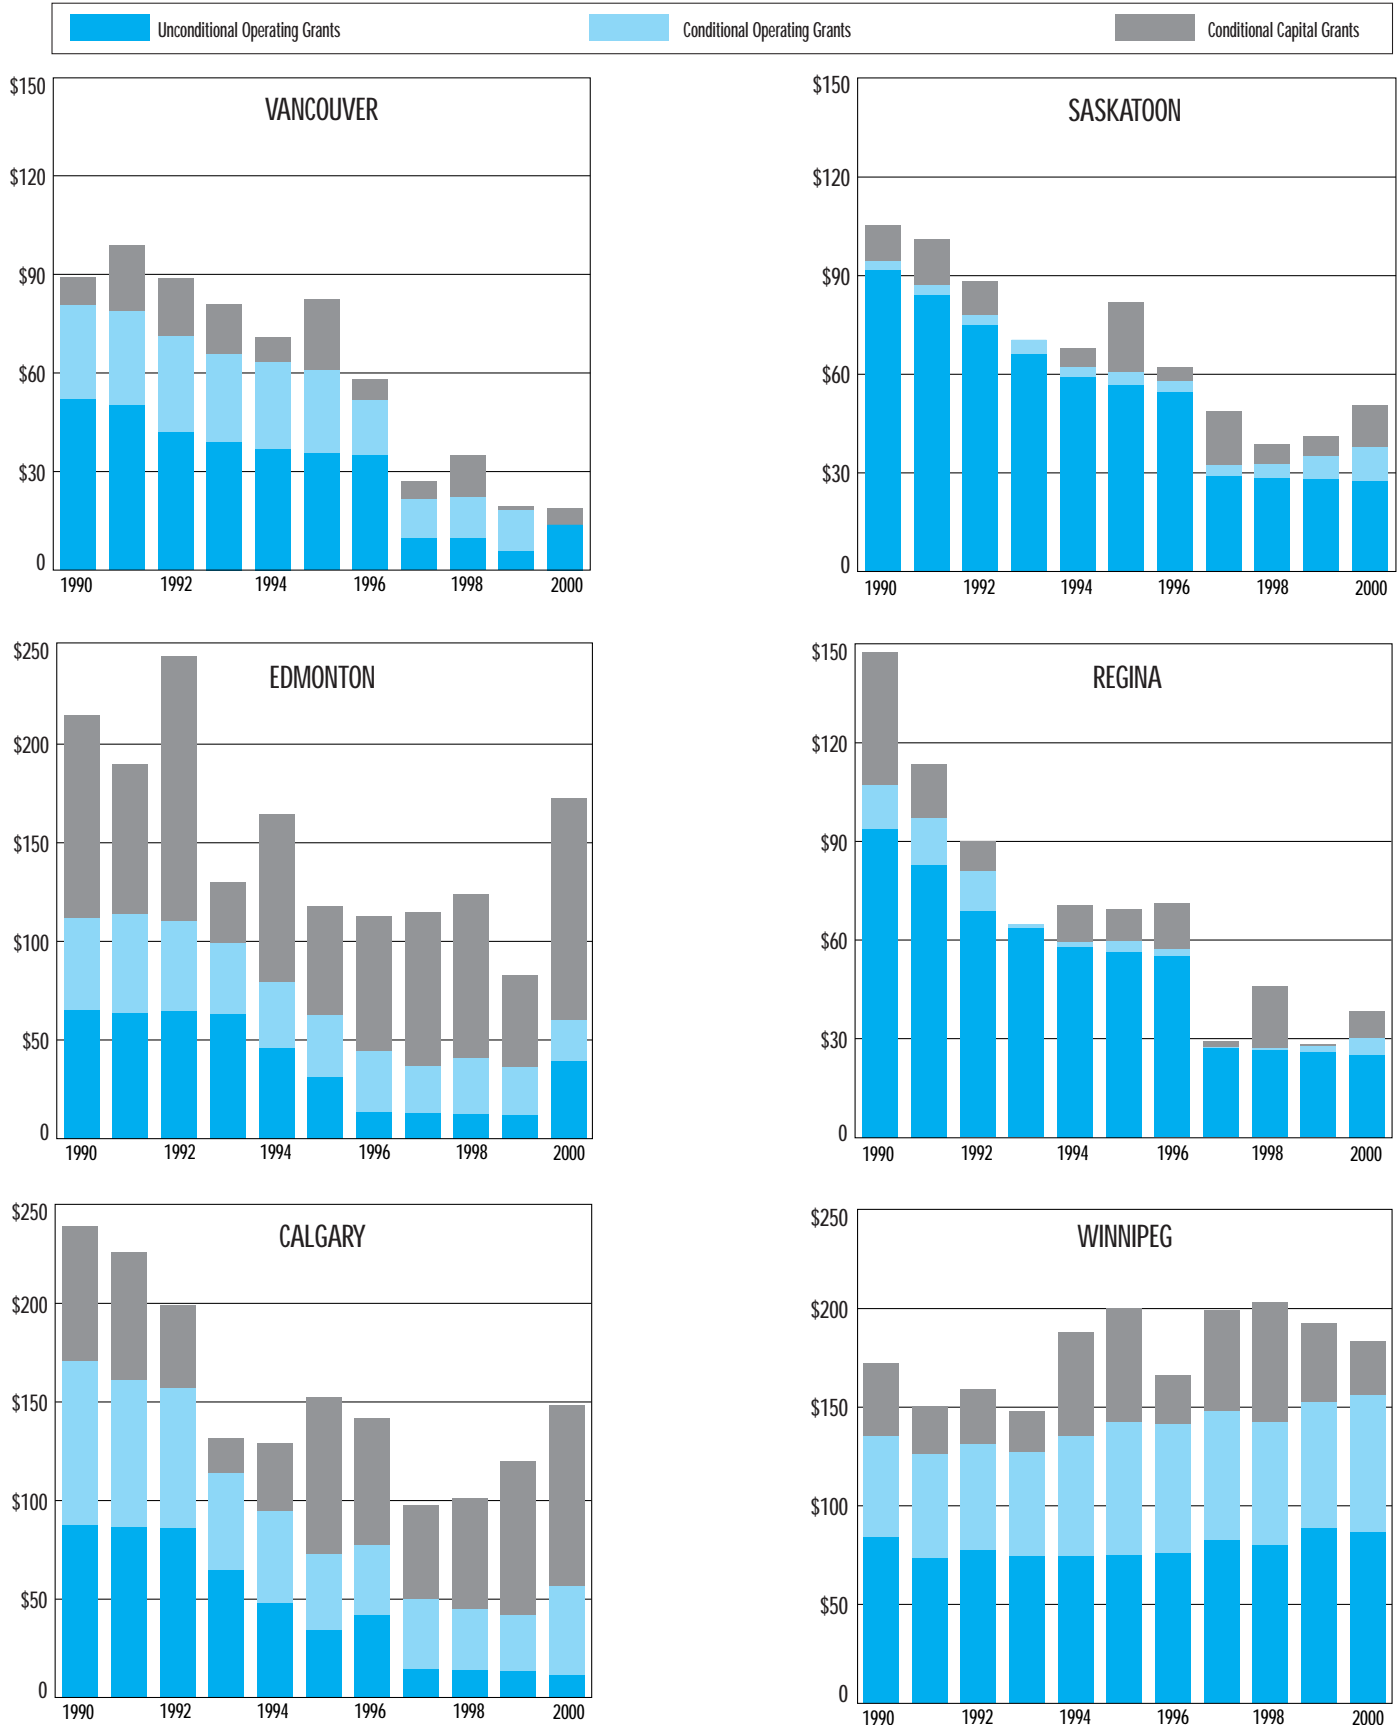 Unconditional Operating Grants
Conditional Operating Grants
Conditional Capital Grants
VANCOUVER
$150
$120
$90
$60
$30
0
1990 1992 1994 1996 1998 2000
SASKATOON
$150
$120
$90
$60
$30
0
1990 1992 1994 1996 1998 2000
EDMONTON
$250
$200
$150
$100
$50
0
1990 1992 1994 1996 1998 2000
REGINA
$150
$120
$90
$60
$30
0
1990 1992 1994 1996 1998 2000
CALGARY
$250
$200
$150
$100
$50
0
1990 1992 1994 1996 1998 2000
WINNIPEG
$250
$200
$150
$100
$50
0
1990 1992 1994 1996 1998 2000